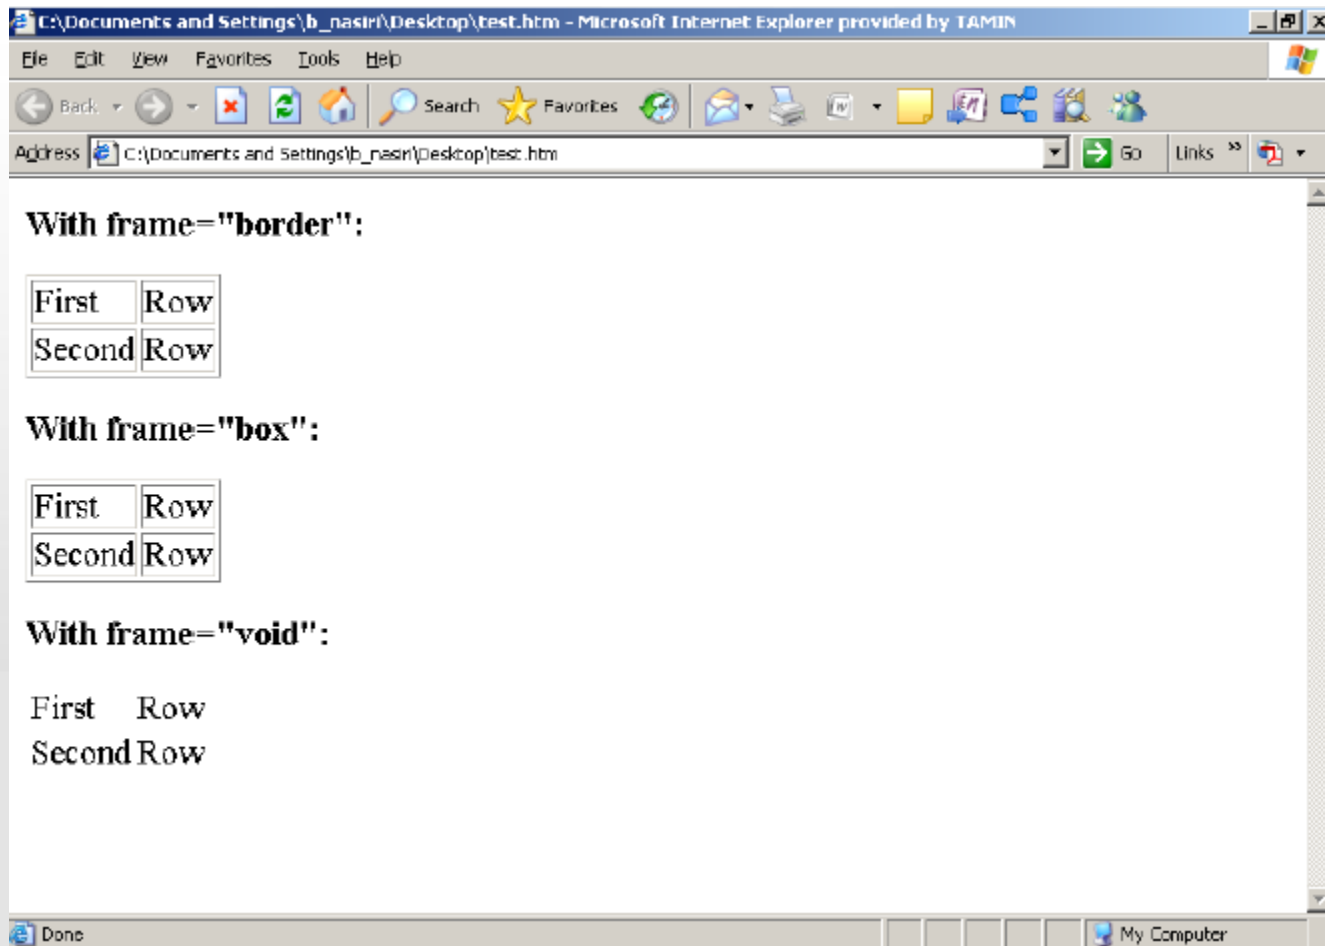 C:\Documents and Settings\b_nasiri\Desktop\test.htm - Microsoft Internet Explorer provided by TAMIN
File Edit View Favorites Tools Help
Back Search Favorites
Address C:\Documents and Settings\b_nasiri\Desktop\test.htm Go Links »
With frame="border":
First Row
Second Row
With frame="box":
First Row
Second Row
With frame="void":
First Row
Second Row
Done My Computer